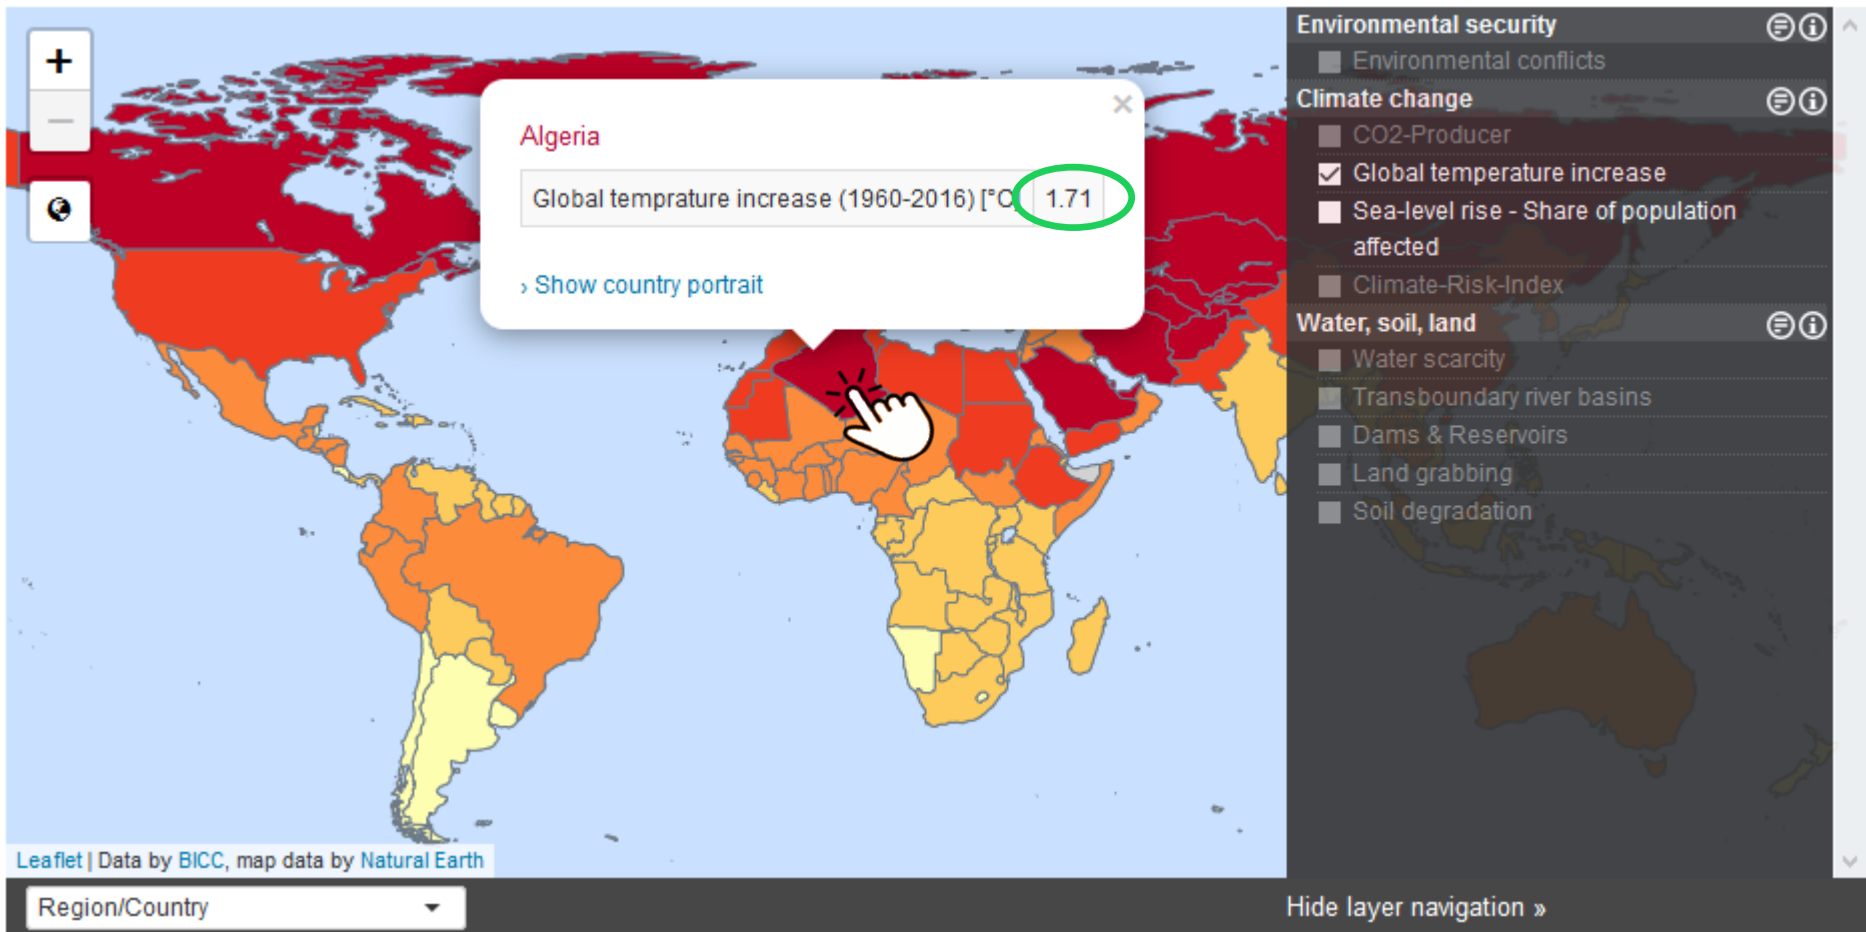 +
−
Algeria
×
Global temprature increase (1960-2016) [°C] 1.71
› Show country portrait
Environmental security
Environmental conflicts
Climate change
CO2-Producer
Global temperature increase
Sea-level rise - Share of population
affected
Climate-Risk-Index
Water, soil, land
Water scarcity
Transboundary river basins
Dams & Reservoirs
Land grabbing
Soil degradation
Leaflet | Data by BICC, map data by Natural Earth
Region/Country
Hide layer navigation »